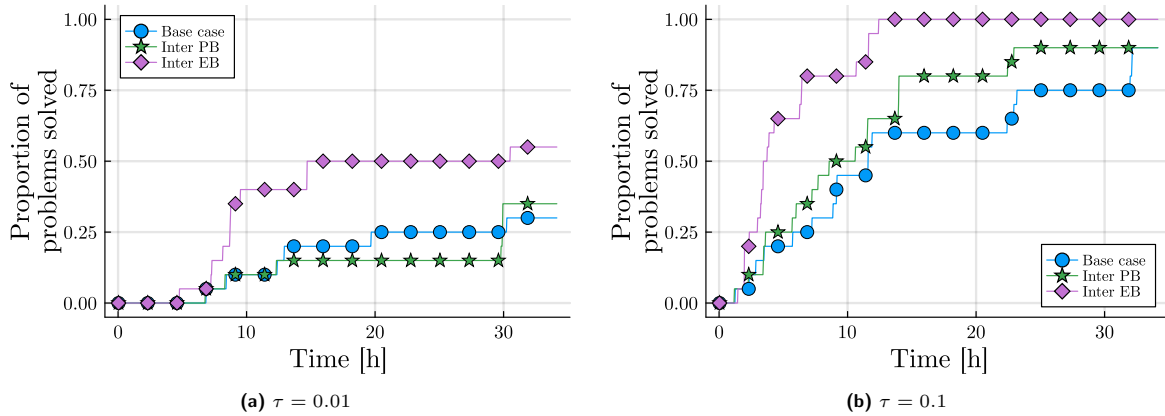 Proportion of
problems solved
1.00
0.75
0.50
0.25
0.00
Base case
Inter PB
Inter EB
0
10
20
30
Time [h]
(a) τ = 0.01
Proportion of
problems solved
1.00
0.75
0.50
0.25
0.00
Base case
Inter PB
Inter EB
0
10
20
30
Time [h]
(b) τ = 0.1